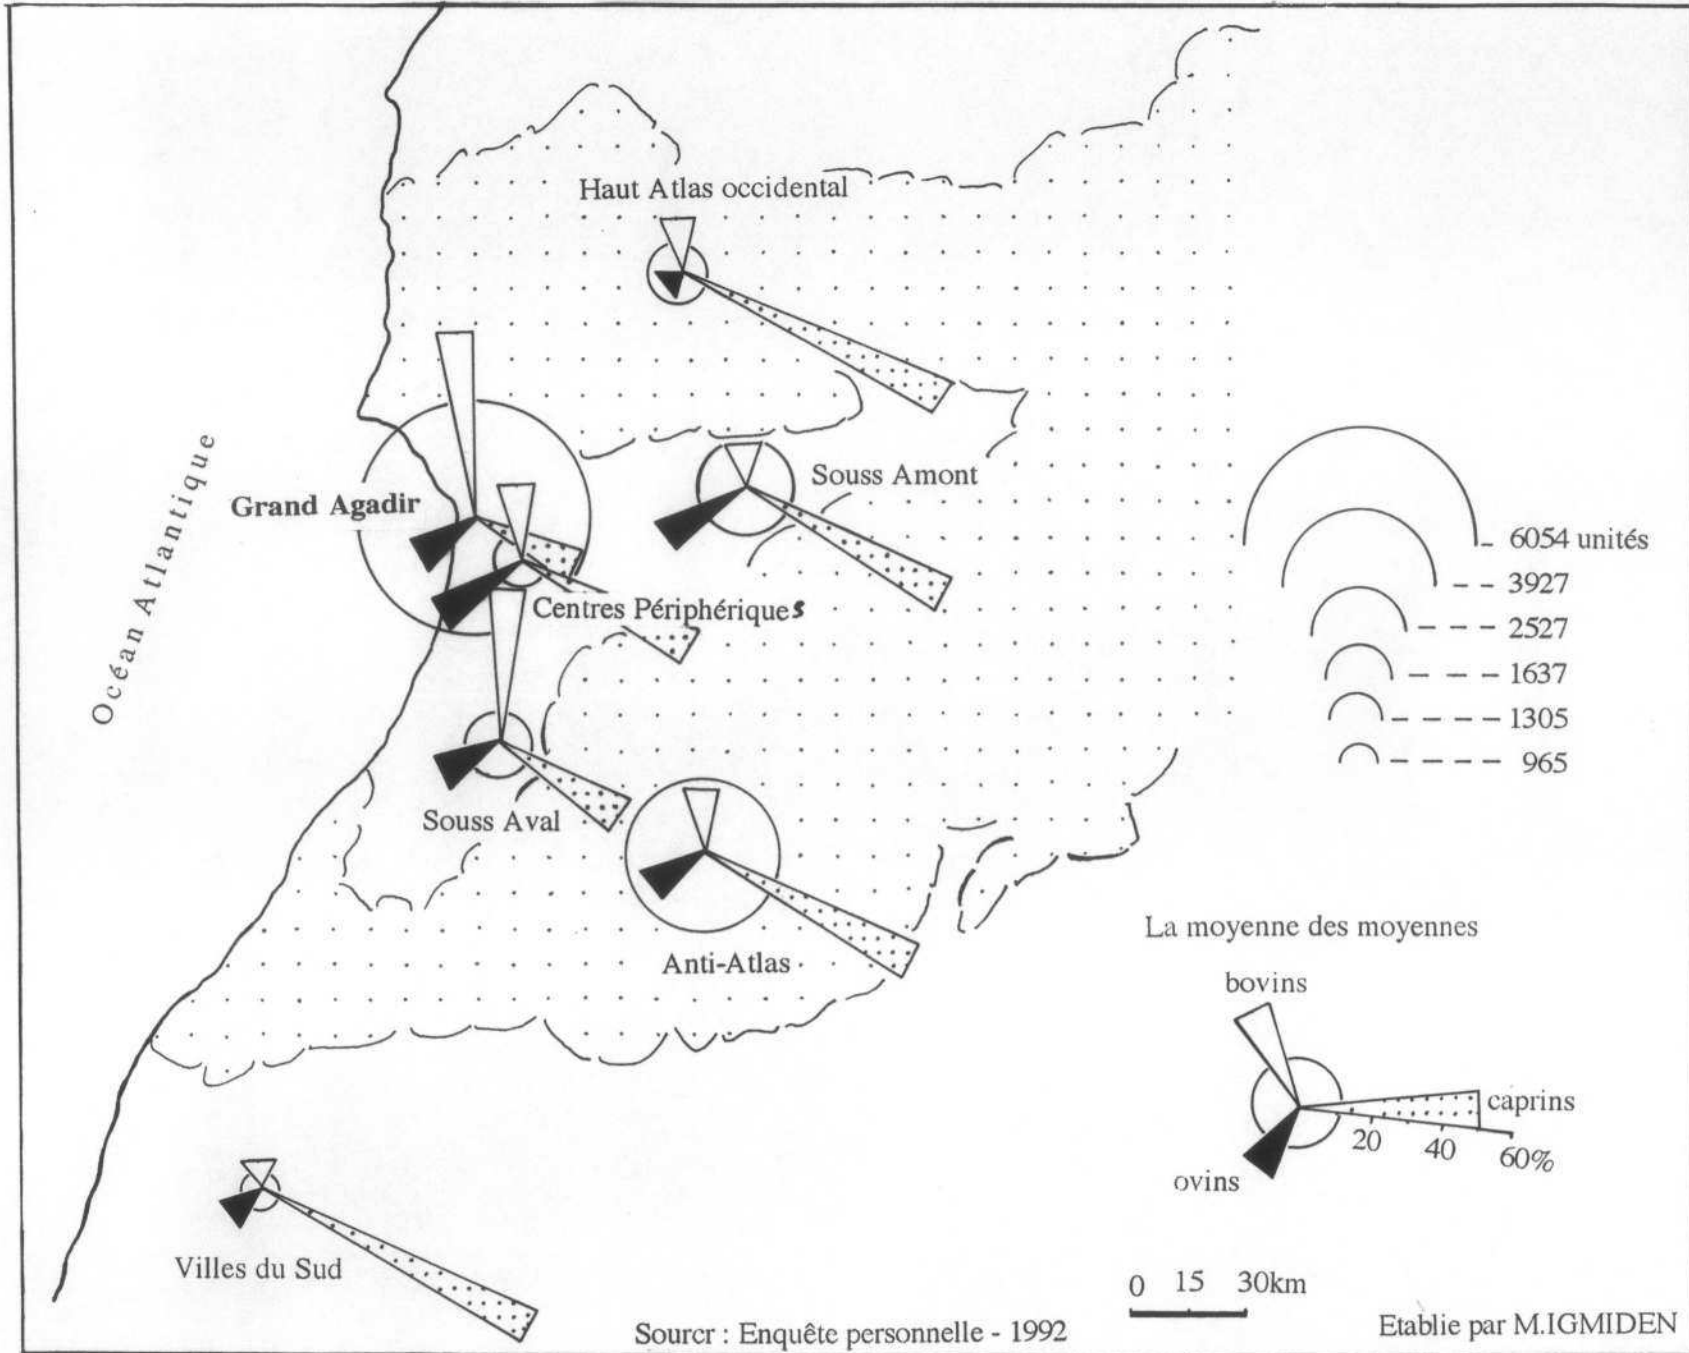 Haut Atlas occidental
Océan Atlantique
Grand Agadir
Souss Amont
Centres Périphériques
Souss Aval
Anti-Atlas
Villes du Sud
6054 unités
3927
2527
1637
1305
965
La moyenne des moyennes
bovins
caprins
20 40 60%
ovins
0 15 30km
Sourcr : Enquête personnelle - 1992
Etablie par M.IGMIDEN